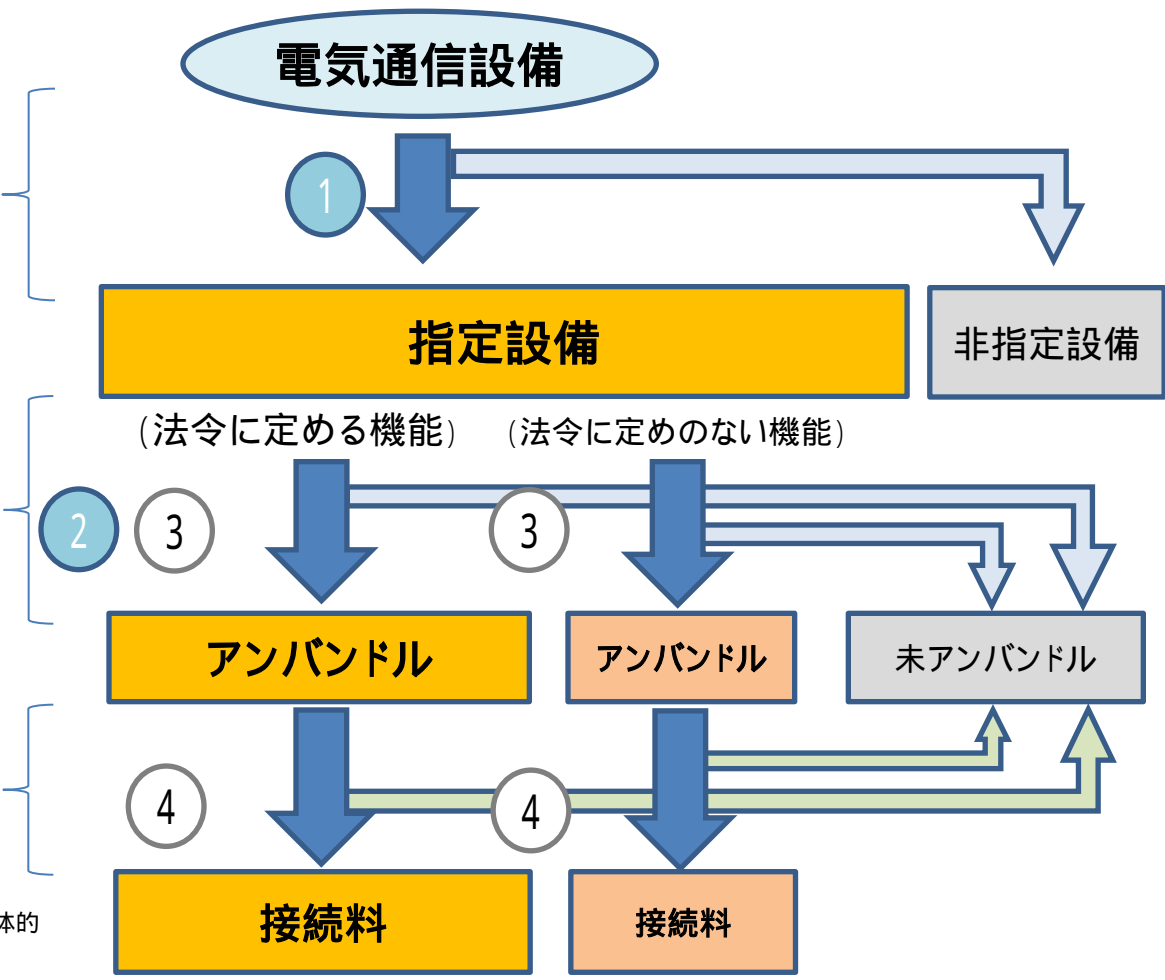 電気通信設備
1
指定設備
非指定設備
(法令に定める機能)
(法令に定めのない機能)
2
3
3
アンバンドル
アンバンドル
未アンバンドル
4
4
体的
接続料
接続料